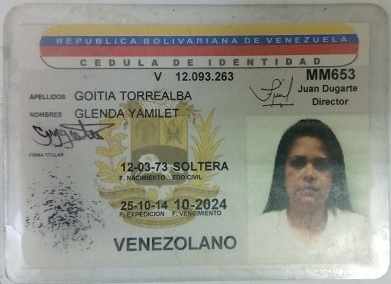 REPUBLICA BOLIVARIANA DE VENEZUELA
CEDULA DE IDENTIDAD
V 12.093.263 MM653
Juan Dugarte
Director
APELLIDOS GOITIA TORREALBA
NOMBRES GLENDA YAMILET
FIRMA TITULAR
12-03-73 SOLTERA
F. NACIMIENTO EDO CIVIL
25-10-14 10-2024
F. EXPEDICION F. VENCIMIENTO
VENEZOLANO